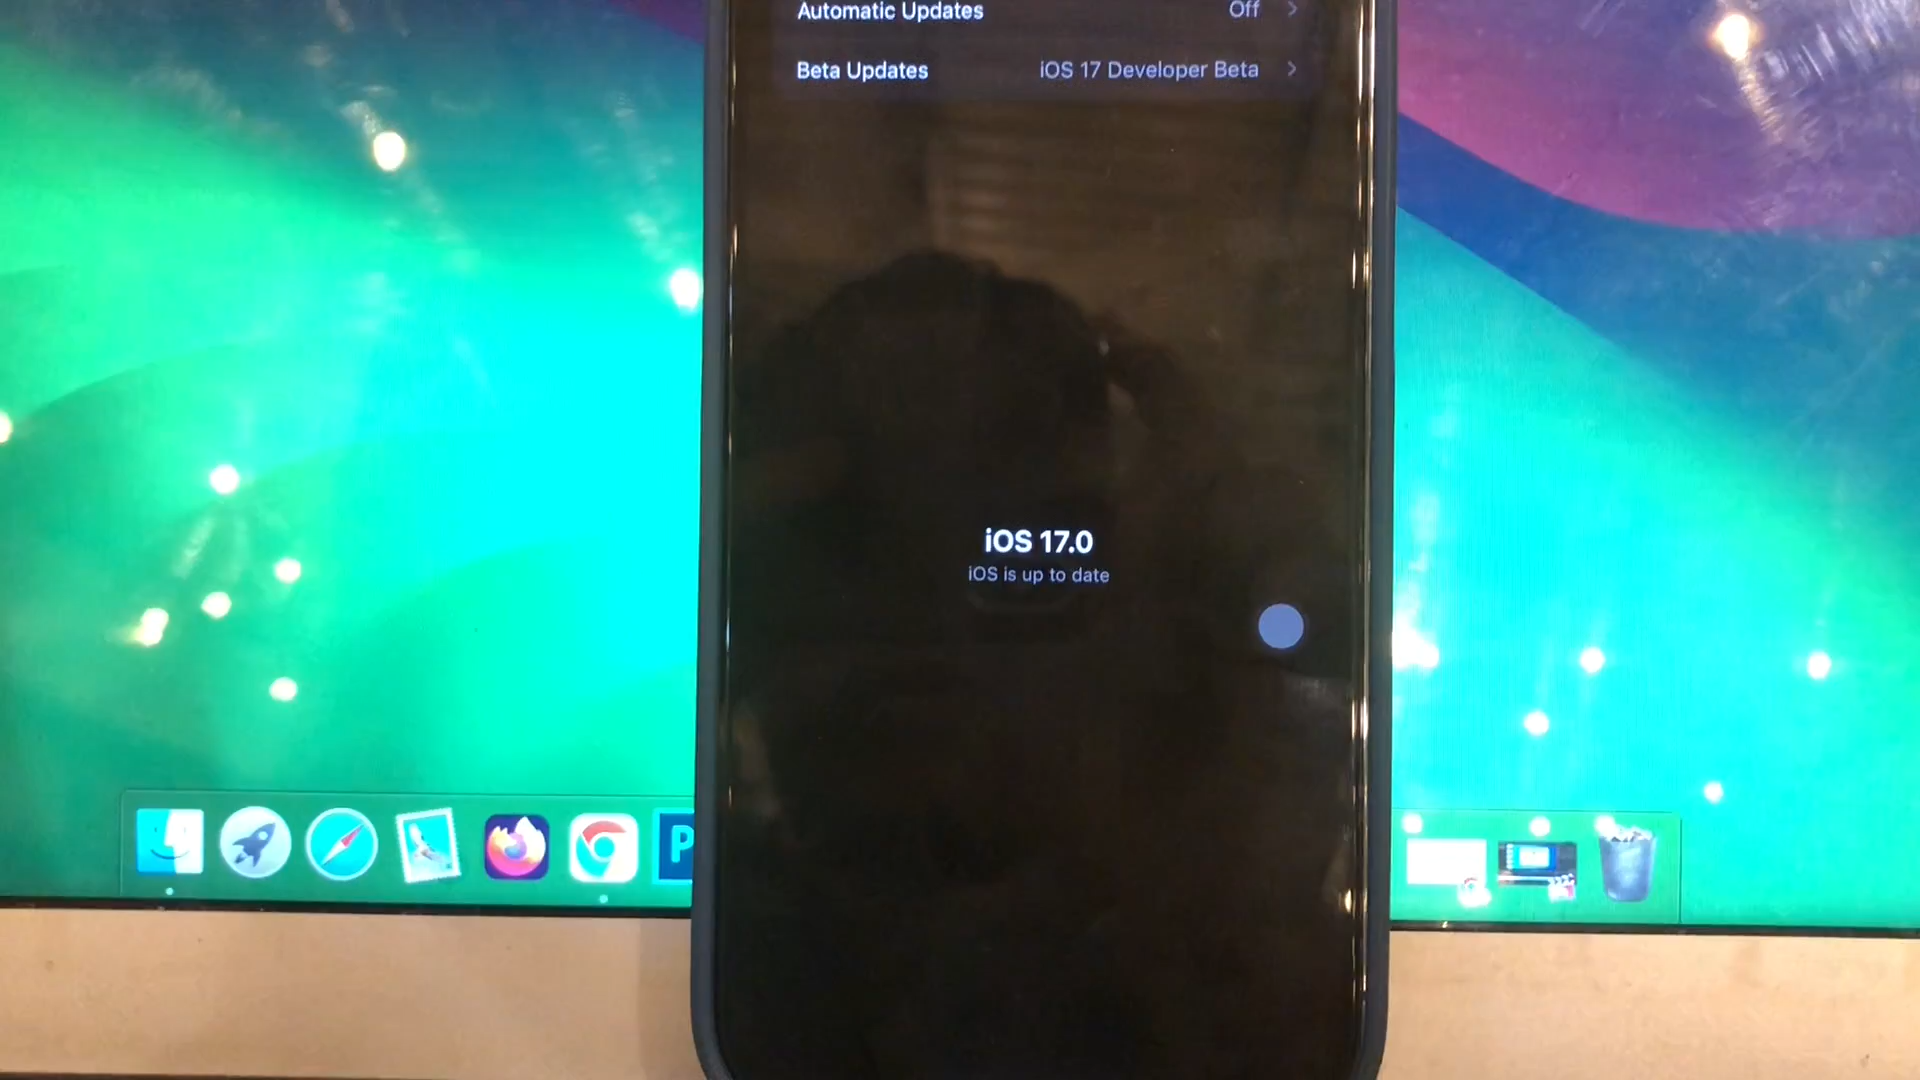 Automatic Updates Off
Beta Updates iOS 17 Developer Beta
iOS 17.0
iOS is up to date
P